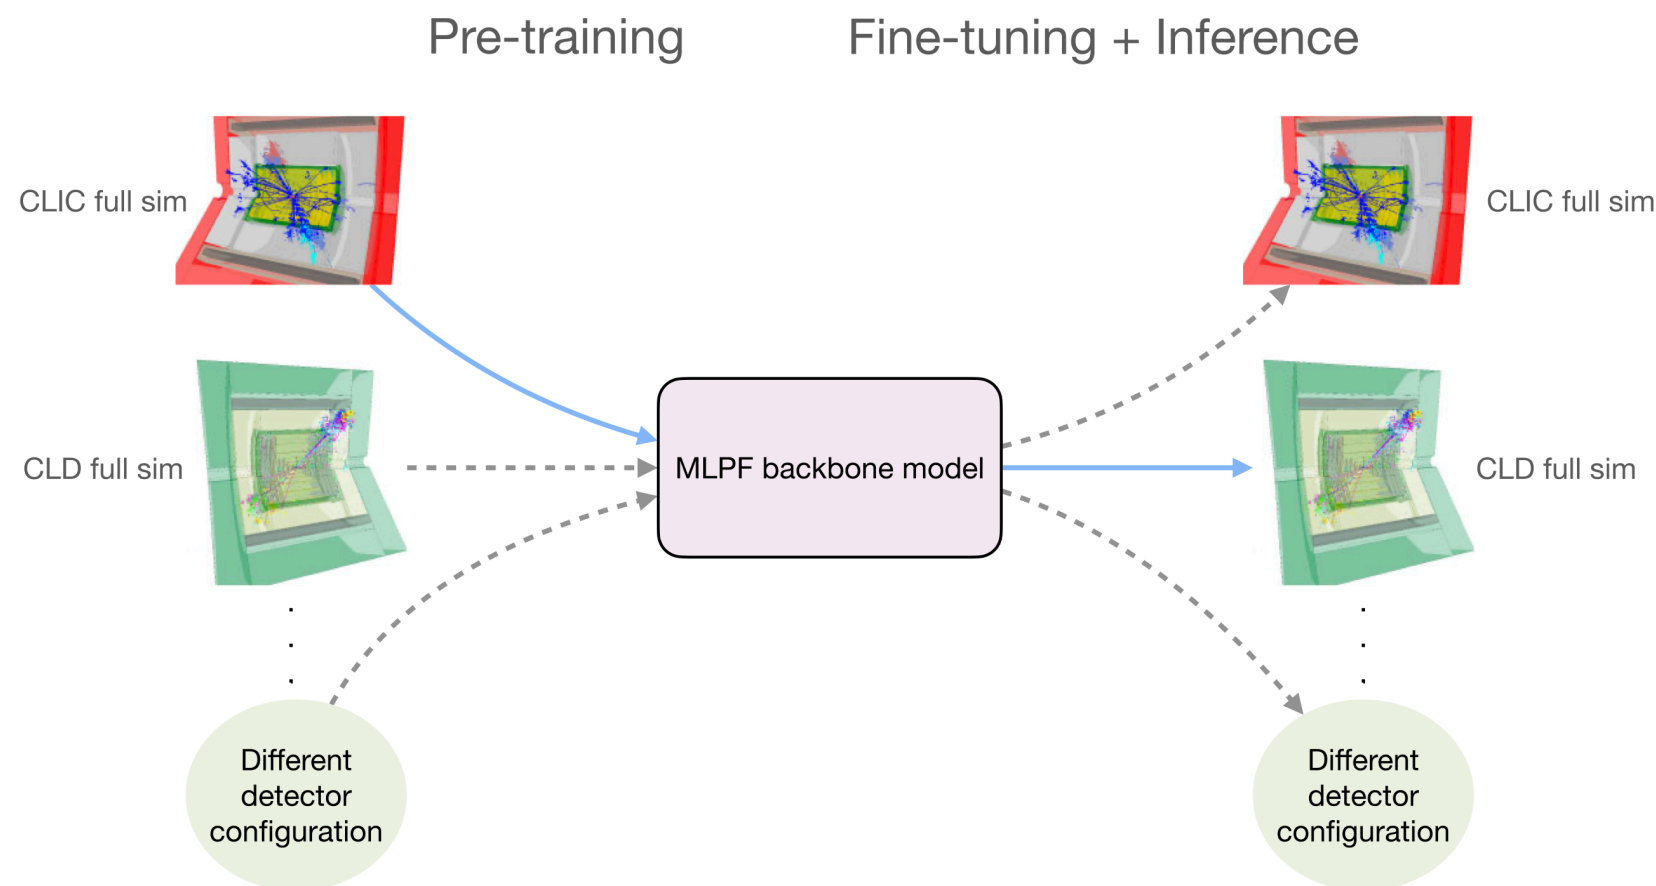 Pre-training
Fine-tuning + Inference
CLIC full sim
CLIC full sim
CLD full sim
MLPF backbone model
CLD full sim
Different
detector
configuration
Different
detector
configuration